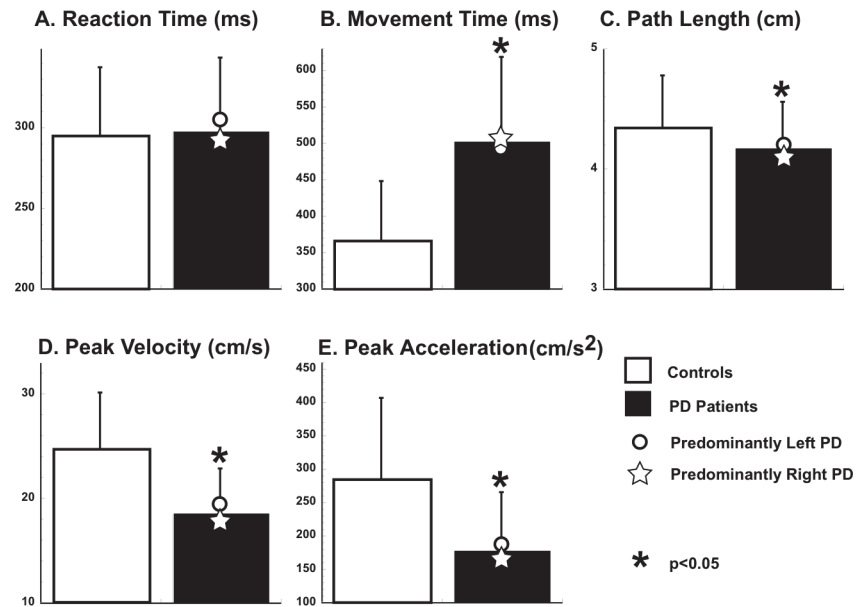 A. Reaction Time (ms)
300
250
200
B. Movement Time (ms)
600
550
500
450
400
350
300
*
C. Path Length (cm)
5
4
3
*
D. Peak Velocity (cm/s)
30
20
10
*
E. Peak Acceleration(cm/s²)
450
400
350
300
250
200
150
100
*
Controls
PD Patients
Predominantly Left PD
Predominantly Right PD
* p<0.05